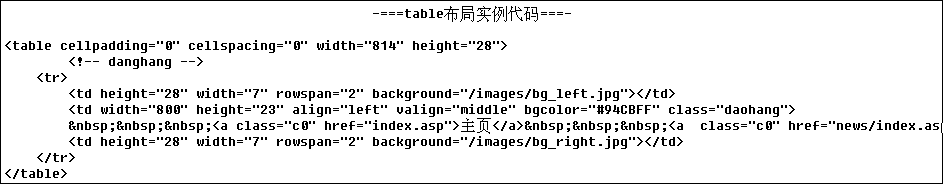 -===table布局实例代码===-
<table cellpadding="0" cellspacing="0" width="814" height="28">
<!-- danghang -->
<tr>
<td height="28" width="7" rowspan="2" background="/images/bg_left.jpg"></td>
<td width="800" height="23" align="left" valign="middle" bgcolor="#94CBFF" class="daohang">
&nbsp;&nbsp;&nbsp;<a class="c0" href="index.asp">主页</a>&nbsp;&nbsp;&nbsp;<a  class="c0" href="news/index.asp
<td height="28" width="7" rowspan="2" background="/images/bg_right.jpg"></td>
</tr>
</table>